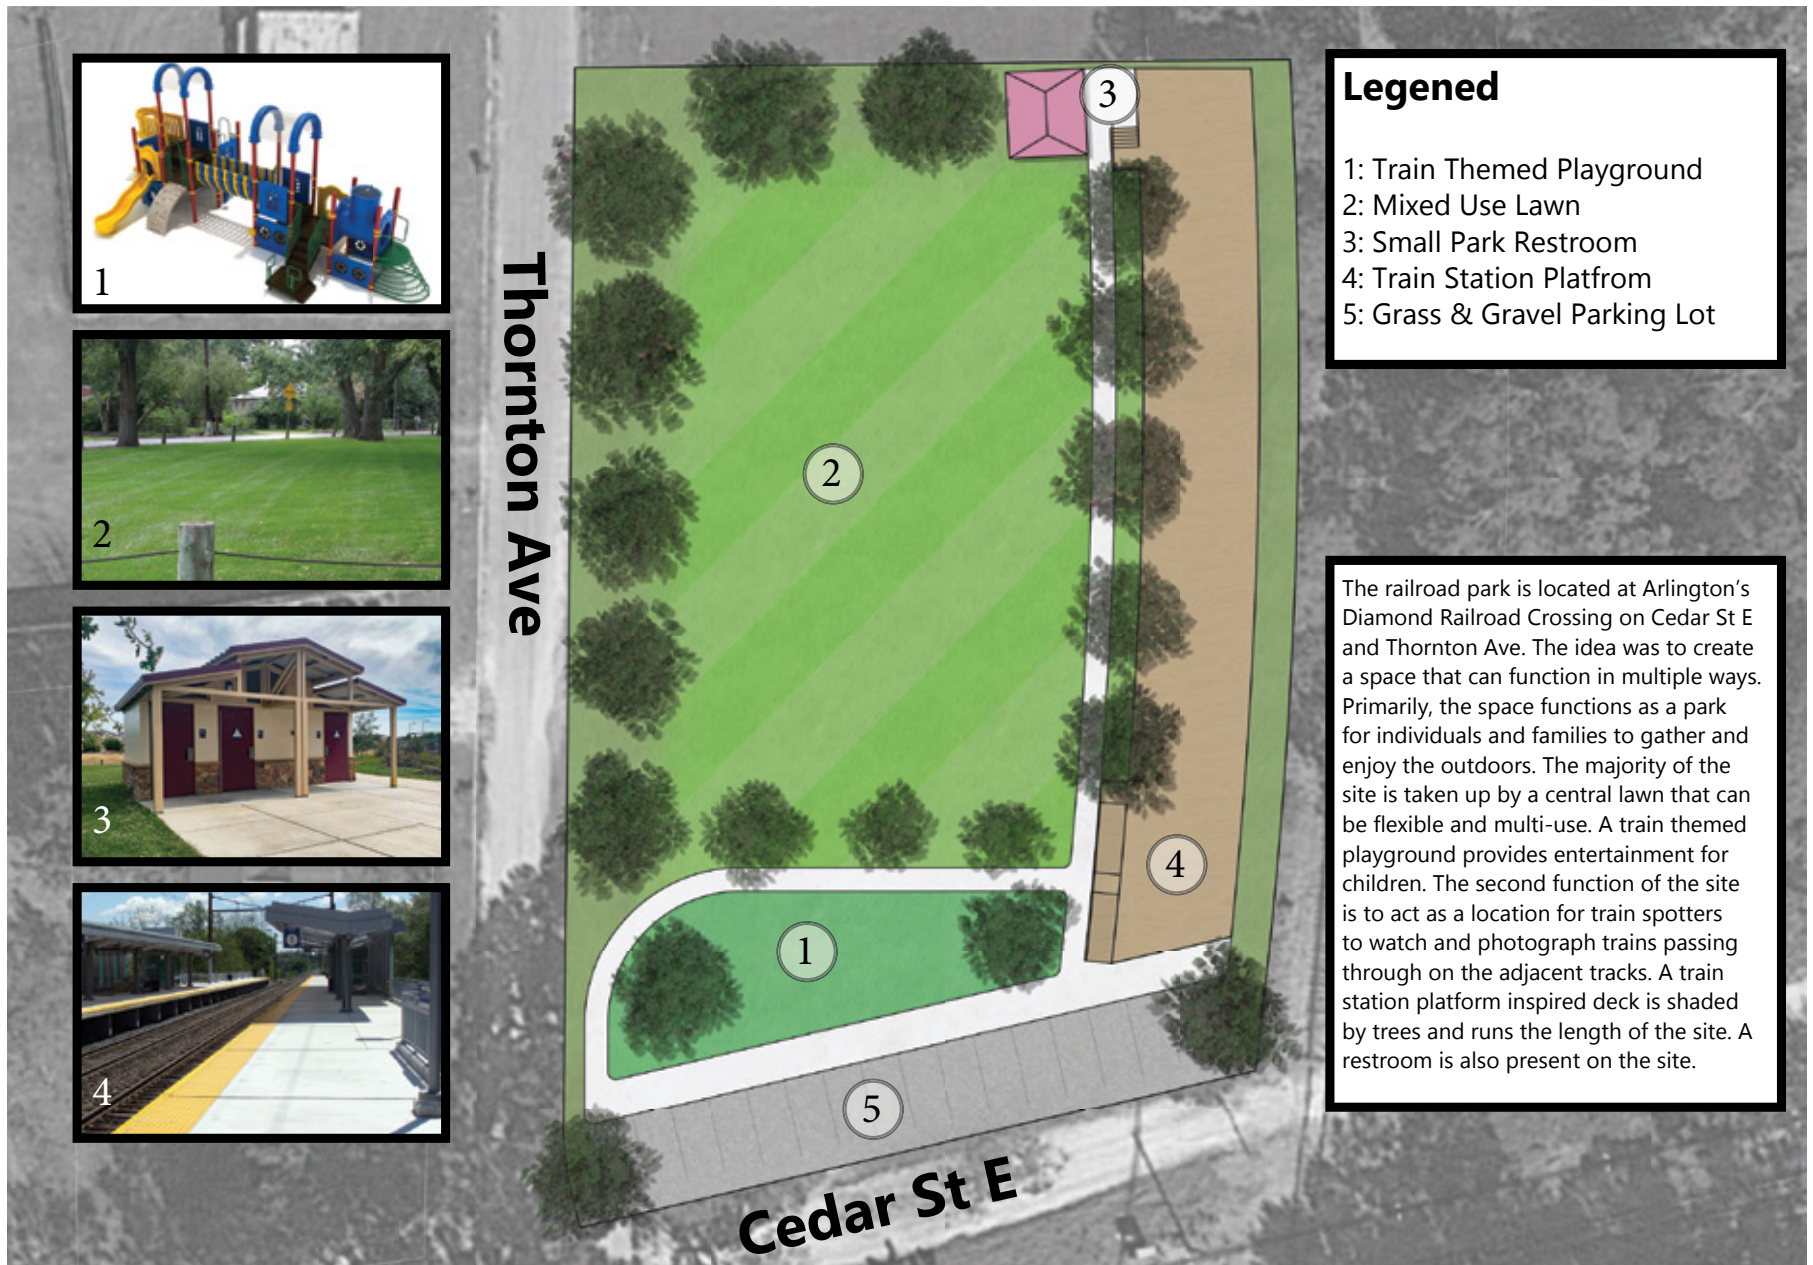 1
2
3
4
Thornton Ave
3
2
1
4
5
Cedar St E
Legened
1: Train Themed Playground
2: Mixed Use Lawn
3: Small Park Restroom
4: Train Station Platfrom
5: Grass & Gravel Parking Lot
The railroad park is located at Arlington's
Diamond Railroad Crossing on Cedar St E
and Thornton Ave. The idea was to create
a space that can function in multiple ways.
Primarily, the space functions as a park
for individuals and families to gather and
enjoy the outdoors. The majority of the
site is taken up by a central lawn that can
be flexible and multi-use. A train themed
playground provides entertainment for
children. The second function of the site
is to act as a location for train spotters
to watch and photograph trains passing
through on the adjacent tracks. A train
station platform inspired deck is shaded
by trees and runs the length of the site. A
restroom is also present on the site.